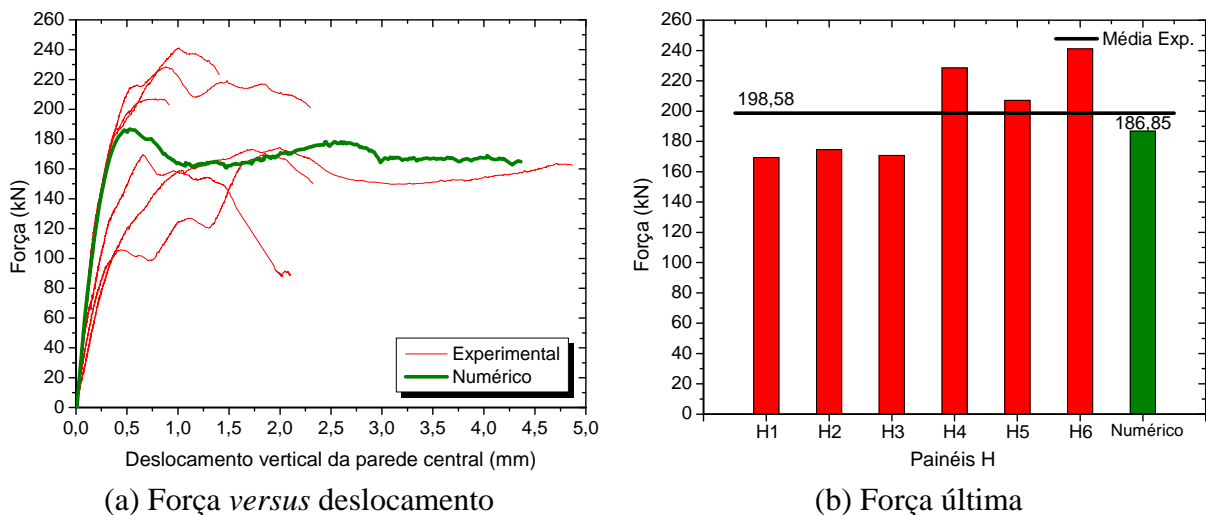 260
240
220
200
180
160
140
120
100
80
60
40
20
0
Força (kN)
0,0 0,5 1,0 1,5 2,0 2,5 3,0 3,5 4,0 4,5 5,0
Deslocamento vertical da parede central (mm)
Experimental
Numérico
(a) Força versus deslocamento
260
240
220
200
180
160
140
120
100
80
60
40
20
0
Força (kN)
Média Exp.
198,58
186,85
H1 H2 H3 H4 H5 H6 Numérico
Painéis H
(b) Força última